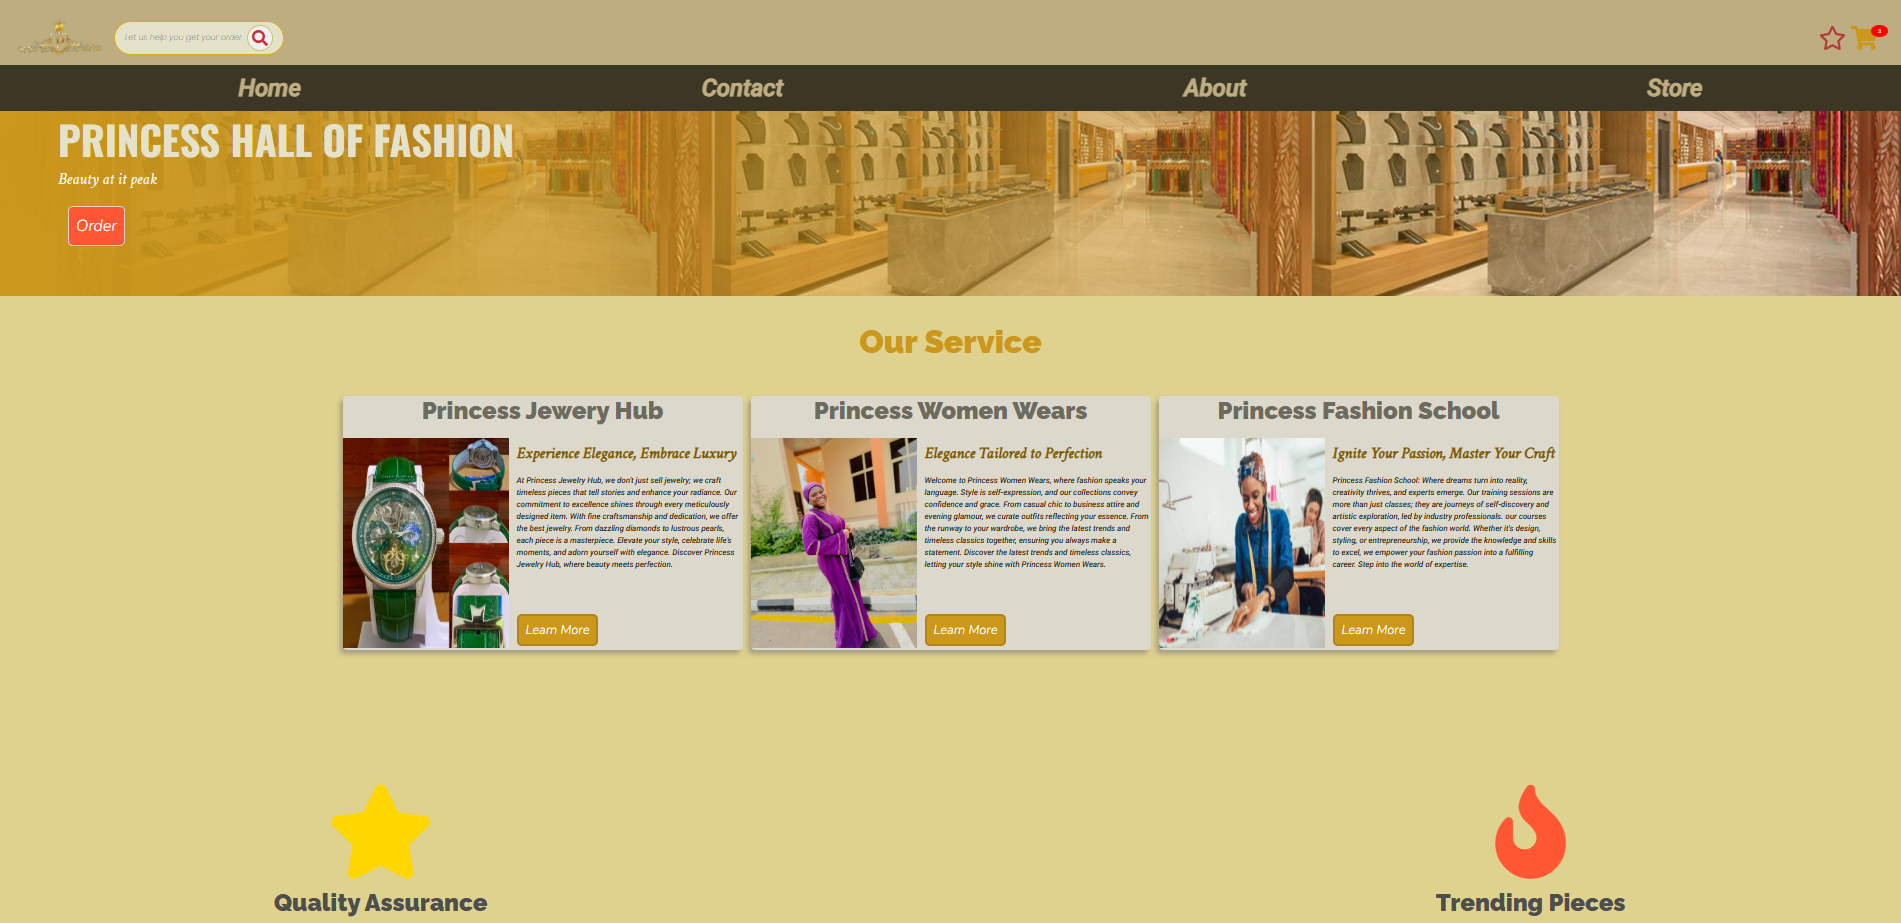 Let us help you get your order
3
Home Contact About Store
PRINCESS HALL OF FASHION
Beauty at it peak
Order
Our Service
Princess Jewery Hub
Experience Elegance, Embrace Luxury
At Princess Jewelry Hub, we don't just sell jewelry; we craft
timeless pieces that tell stories and enhance your radiance. Our
commitment to excellence shines through every meticulously
designed item. With fine craftsmanship and dedication, we offer
the best jewelry. From dazzling diamonds to lustrous pearls,
each piece is a masterpiece. Elevate your style, celebrate life's
moments, and adorn yourself with elegance. Discover Princess
Jewelry Hub, where beauty meets perfection.
Learn More
Princess Women Wears
Elegance Tailored to Perfection
Welcome to Princess Women Wears, where fashion speaks your
language. Style is self-expression, and our collections convey
confidence and grace. From casual chic to business attire and
evening glamour, we curate outfits reflecting your essence. From
the runway to your wardrobe, we bring the latest trends and
timeless classics together, ensuring you always make a
statement. Discover the latest trends and timeless classics,
letting your style shine with Princess Women Wears.
Learn More
Princess Fashion School
Ignite Your Passion, Master Your Craft
Princess Fashion School: Where dreams turn into reality,
creativity thrives, and experts emerge. Our training sessions are
more than just classes; they are journeys of self-discovery and
artistic exploration, led by industry professionals. our courses
cover every aspect of the fashion world. Whether it's design,
styling, or entrepreneurship, we provide the knowledge and skills
to excel, we empower your fashion passion into a fulfilling
career. Step into the world of expertise.
Learn More
Quality Assurance
Trending Pieces